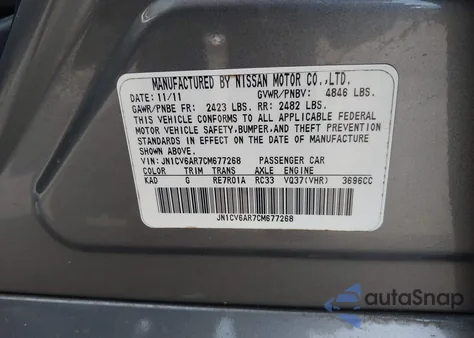 MANUFACTURED BY NISSAN MOTOR CO.,LTD.
DATE: 11/11 GVWR/PNBV: 4846 LBS.
GAWR/PNBE FR: 2423 LBS. RR: 2482 LBS.
THIS VEHICLE CONFORMS TO ALL APPLICABLE FEDERAL
MOTOR VEHICLE SAFETY, BUMPER, AND THEFT PREVENTION
STANDARDS IN EFFECT ON THE DATE OF MANUFACTURE
SHOWN ABOVE.
VIN: JN1CV6AR7CM677268 PASSENGER CAR
COLOR TRIM TRANS AXLE ENGINE
KAD G RE7R01A RC33 VQ37(VHR) 3696CC
JN1CV6AR7CM677268
autoSnap